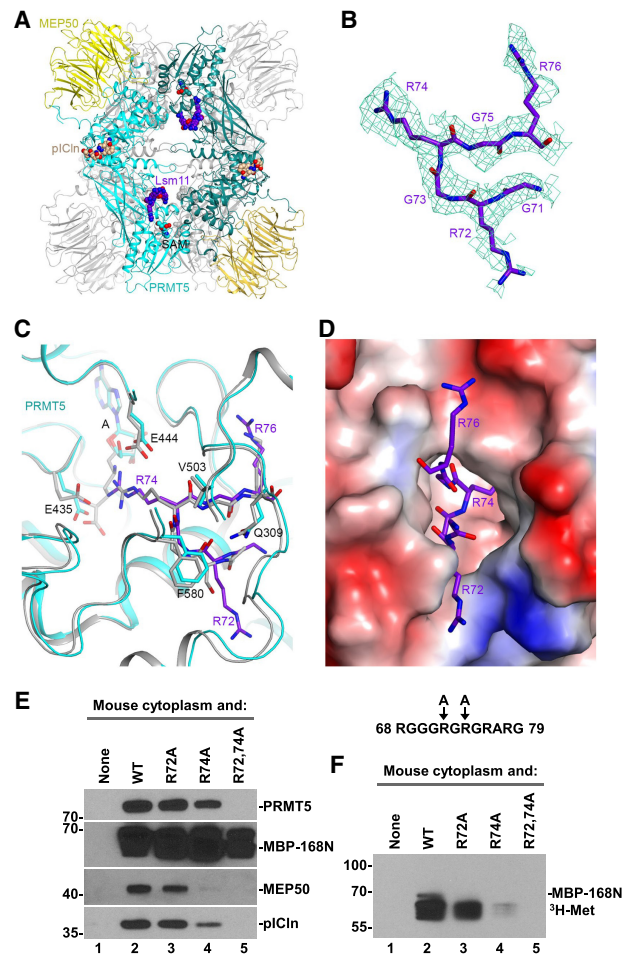 A
MEP50
pICln
Lsm11
SAM
PRMT5
B
R76
R74
G75
G73
G71
R72
C
PRMT5
A
E444
R76
V503
R74
E435
Q309
F580
R72
D
R76
R74
R72
E
Mouse cytoplasm and:
None WT R72A R74A R72,74A
70- -PRMT5
70- -MBP-168N
40- -MEP50
35- -pICln
1 2 3 4 5
A A
68 RGGGRGRGRARG 79
F
Mouse cytoplasm and:
None WT R72A R74A R72,74A
100-
70- -MBP-168N
³H-Met
55-
1 2 3 4 5